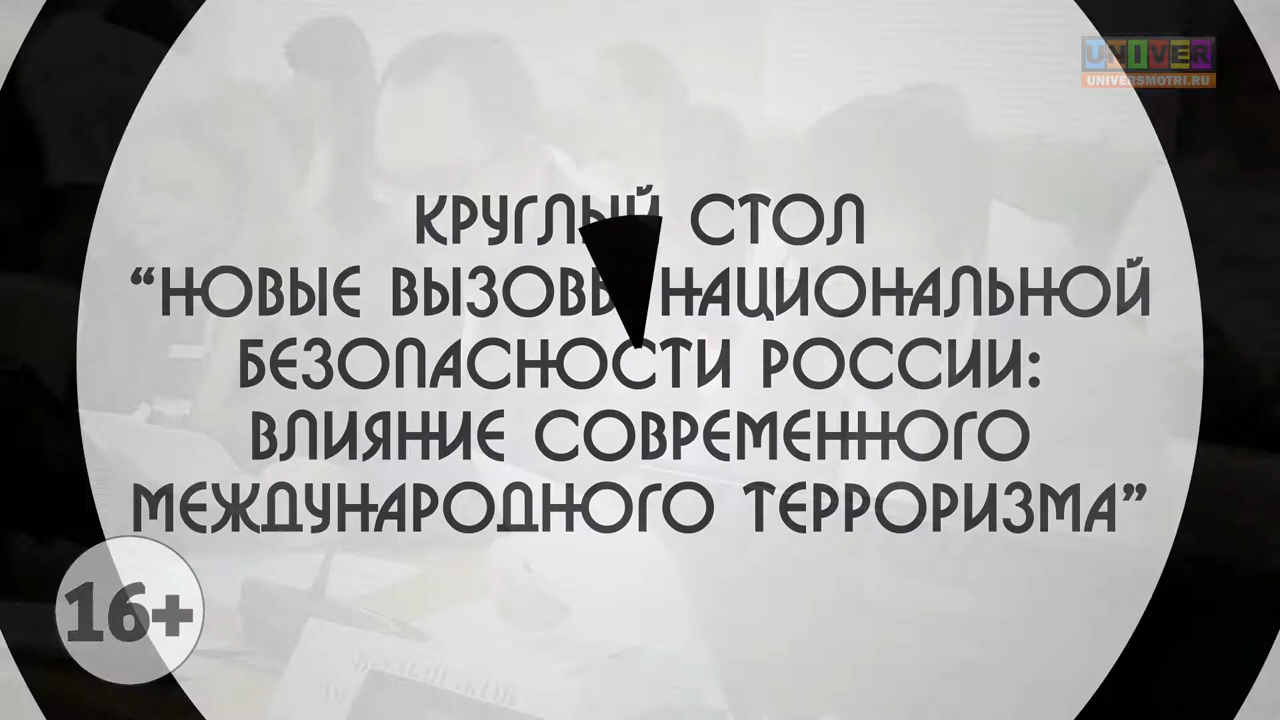 UNIVER
UNIVERSMOTRI.RU
КРУГЛЫЙ СТОЛ
“НОВЫЕ ВЫЗОВЫ НАЦИОНАЛЬНОЙ
БЕЗОПАСНОСТИ РОССИИ:
ВЛИЯНИЕ СОВРЕМЕННОГО
МЕЖДУНАРОДНОГО ТЕРРОРИЗМА”
16+